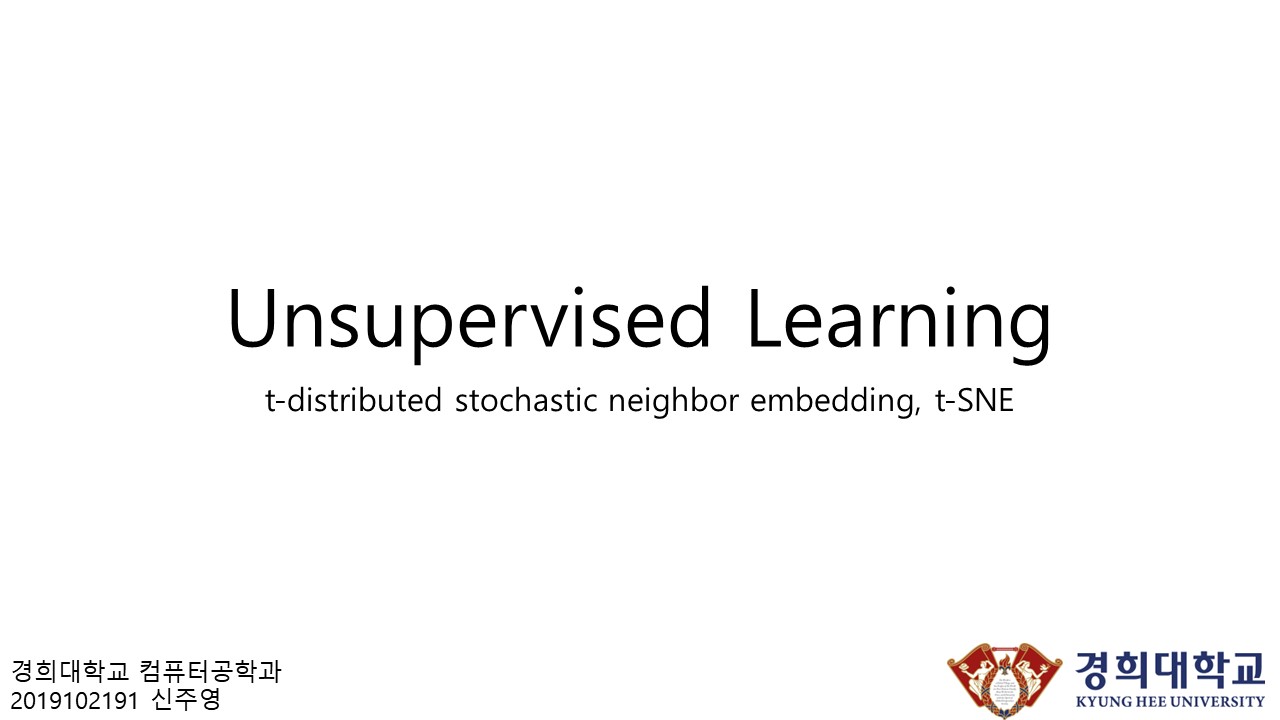 Unsupervised Learning
t-distributed stochastic neighbor embedding, t-SNE
경희대학교 컴퓨터공학과
2019102191 신주영
경희대학교
KYUNG HEE UNIVERSITY